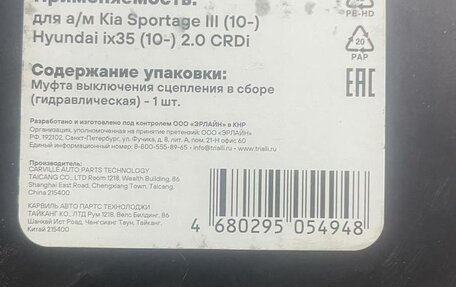 Применяемость:
для а/м Kia Sportage III (10-)
Hyundai ix35 (10-) 2.0 CRDi
PE-HD
20
PAP
Содержание упаковки:
Муфта выключения сцепления в сборе
(гидравлическая) - 1 шт.
EAC
Разработано и изготовлено под контролем ООО «ЭРЛАЙН» в КНР
Организация, уполномоченная на принятие претензий: ООО «ЭРЛАЙН»
РФ, 192102, Санкт-Петербург, ул. Фучика, д. 8, лит. А, пом. 21-Н офис 60
Единый информационный номер: 8-800-555-89-65 • info@trialli.ru • www.trialli.ru
Производитель:
CARVILLE AUTO PARTS TECHNOLOGY
TAICANG CO., LTD Room 1218, Wealth Building, 86
Shanghai East Road, Chengxiang Town, Taicang,
China 215400
КАРВИЛЬ АВТО ПАРТС ТЕХНОЛОДЖИ
ТАЙКАНГ КО., ЛТД Рум 1218, Велс Билдинг, 86
Шанхай Ист Роад, Ченгсианг Таун, Тайканг,
Китай 215400
4 680295 054948